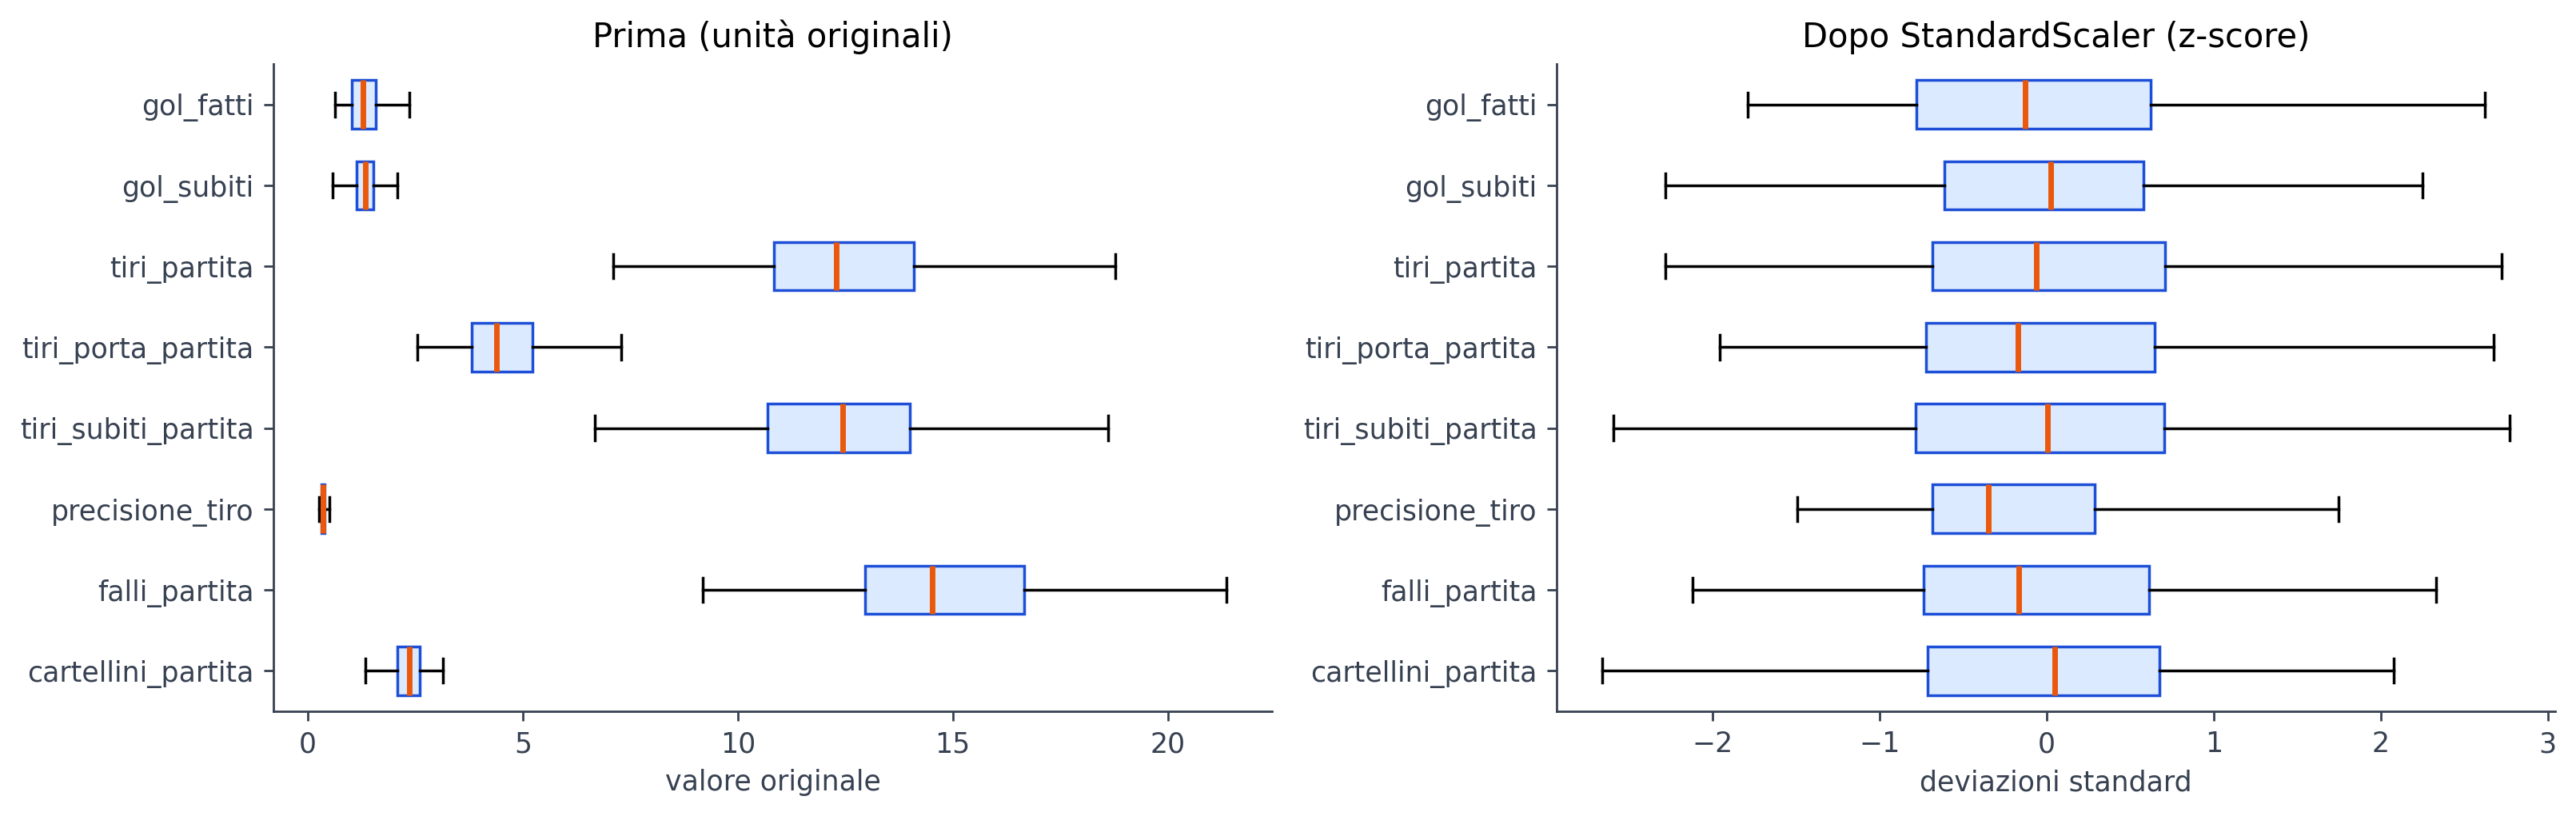 Prima (unità originali)
gol_fatti
gol_subiti
tiri_partita
tiri_porta_partita
tiri_subiti_partita
precisione_tiro
falli_partita
cartellini_partita
0 5 10 15 20
valore originale
Dopo StandardScaler (z-score)
gol_fatti
gol_subiti
tiri_partita
tiri_porta_partita
tiri_subiti_partita
precisione_tiro
falli_partita
cartellini_partita
−2 −1 0 1 2 3
deviazioni standard